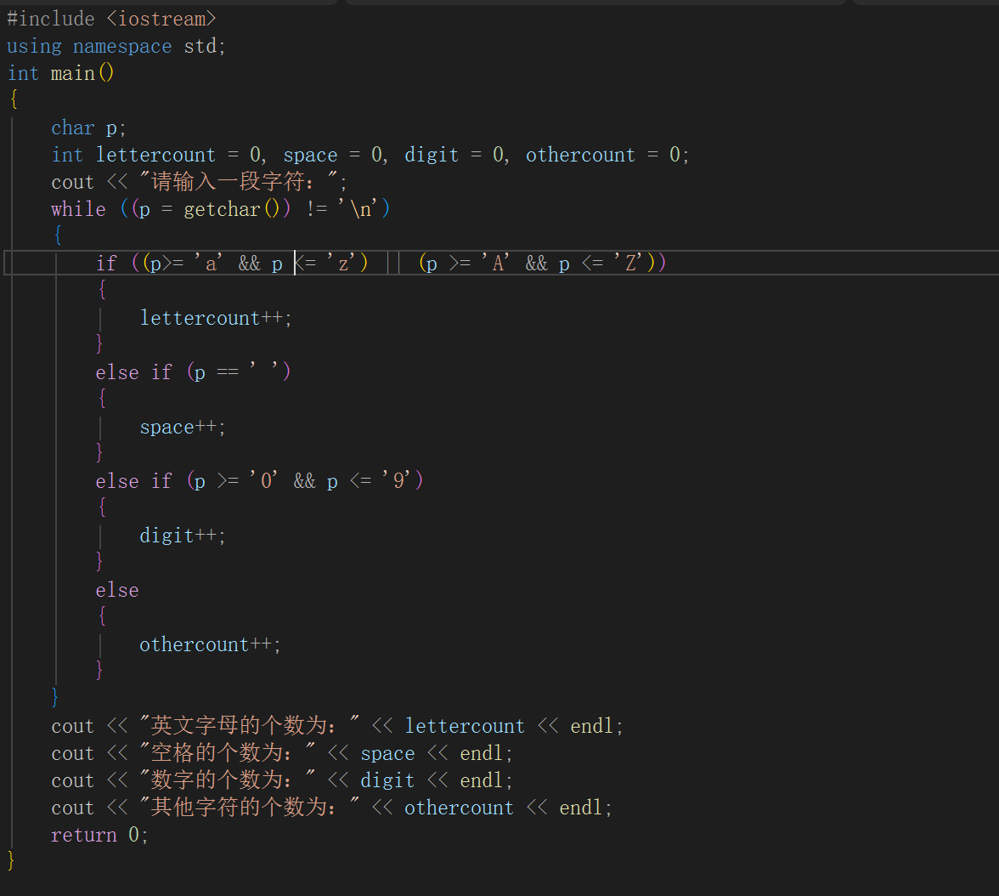 #include <iostream>
using namespace std;
int main()
{
    char p;
    int lettercount = 0, space = 0, digit = 0, othercount = 0;
    cout << "请输入一段字符：";
    while ((p = getchar()) != '\n')
    {
        if ((p>= 'a' && p <= 'z') || (p >= 'A' && p <= 'Z'))
        {
            lettercount++;
        }
        else if (p == ' ')
        {
            space++;
        }
        else if (p >= '0' && p <= '9')
        {
            digit++;
        }
        else
        {
            othercount++;
        }
    }
    cout << "英文字母的个数为：" << lettercount << endl;
    cout << "空格的个数为：" << space << endl;
    cout << "数字的个数为：" << digit << endl;
    cout << "其他字符的个数为：" << othercount << endl;
    return 0;
}